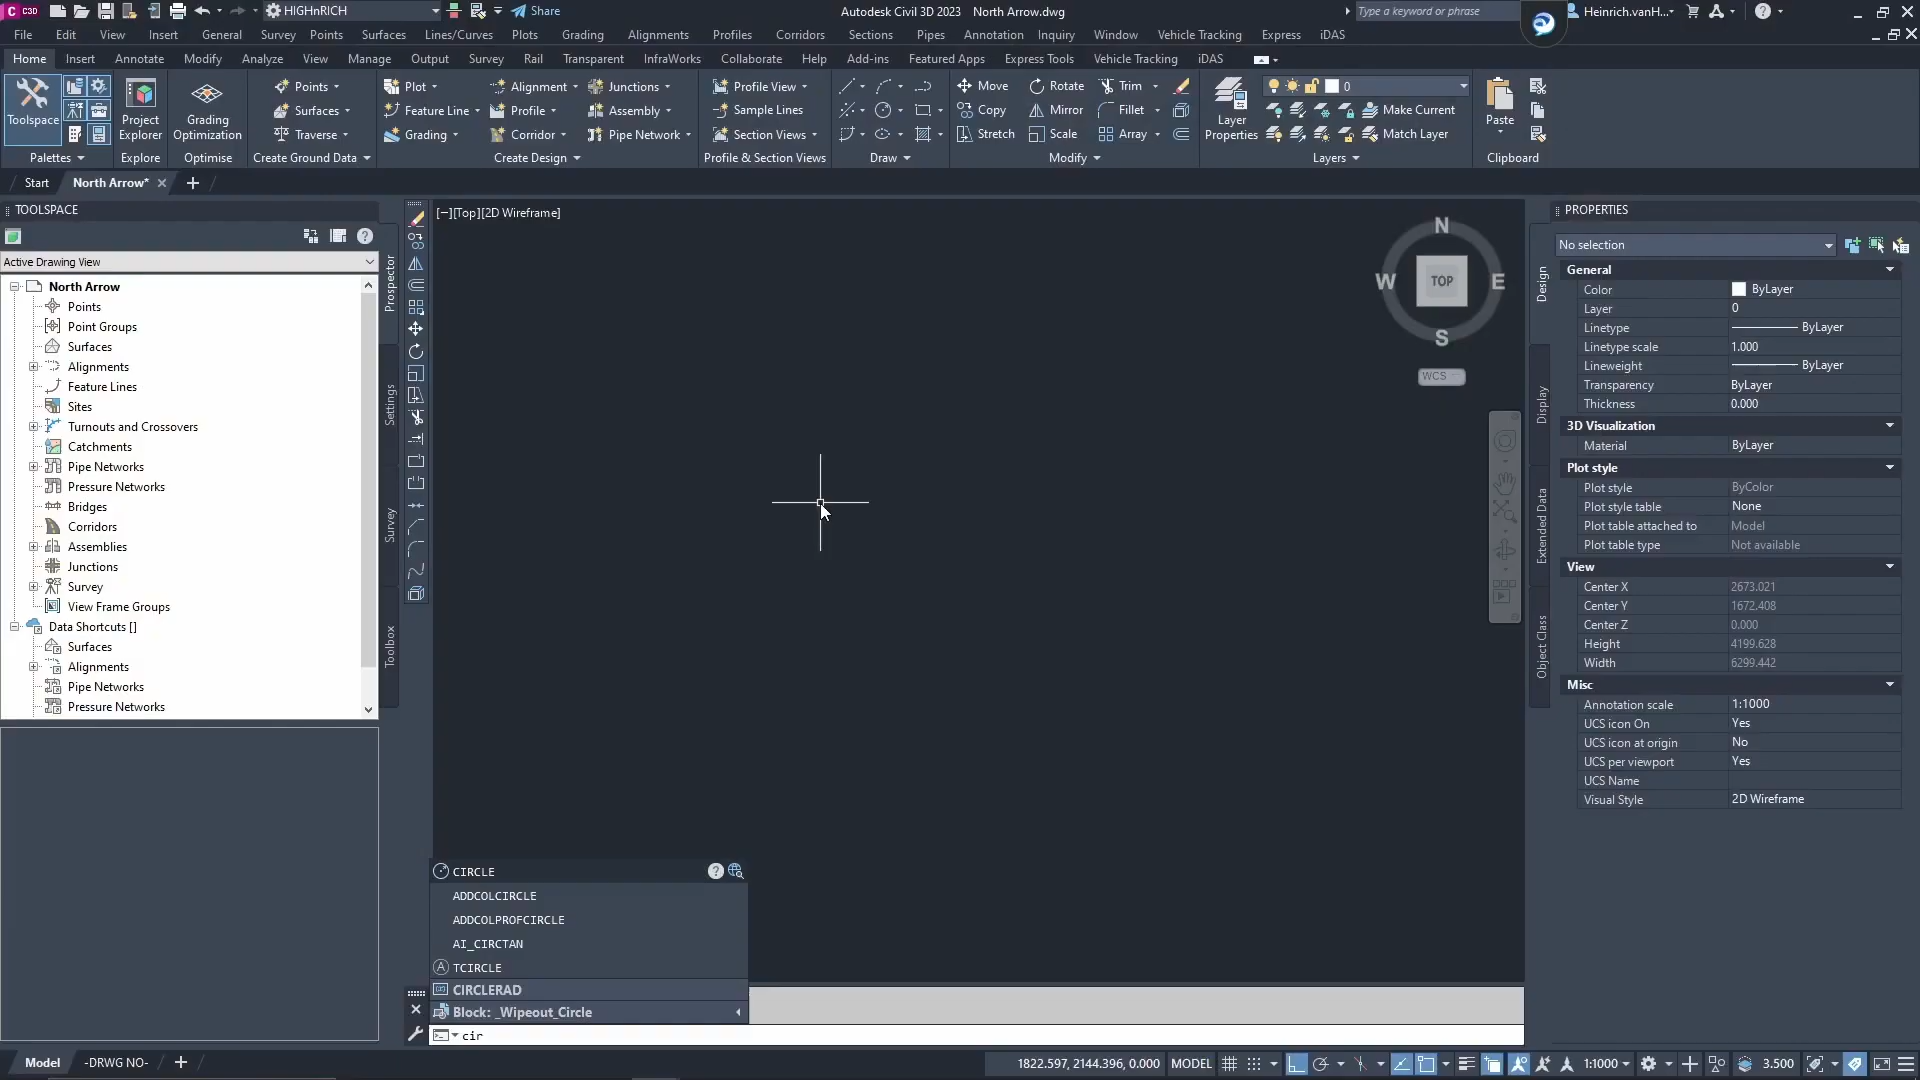 C C3D HIGHnRICH Share Autodesk Civil 3D 2023 North Arrow.dwg Type a keyword or phrase Heinrich.vanH...
File Edit View Insert General Survey Points Surfaces Lines/Curves Plots Grading Alignments Profiles Corridors Sections Pipes Annotation Inquiry Window Vehicle Tracking Express iDAS
Home Insert Annotate Modify Analyze View Manage Output Survey Rail Transparent InfraWorks Collaborate Help Add-ins Featured Apps Express Tools Vehicle Tracking iDAS
Points Plot Alignment Junctions Profile View Move Rotate Trim 0
Surfaces Feature Line Profile Assembly Sample Lines Copy Mirror Fillet Make Current
Toolspace Project Explorer Grading Optimization Traverse Grading Corridor Pipe Network Section Views Stretch Scale Array Layer Properties Match Layer Paste
Palettes Explore Optimise Create Ground Data Create Design Profile & Section Views Draw Modify Layers Clipboard
Start North Arrow*
TOOLSPACE
Active Drawing View
North Arrow
Points
Point Groups
Surfaces
Alignments
Feature Lines
Sites
Turnouts and Crossovers
Catchments
Pipe Networks
Pressure Networks
Bridges
Corridors
Assemblies
Junctions
Survey
View Frame Groups
Data Shortcuts []
Surfaces
Alignments
Pipe Networks
Pressure Networks
Prospector
Settings
Survey
Toolbox
[−][Top][2D Wireframe]
N
W TOP E
S
WCS
CIRCLE
ADDCOLCIRCLE
ADDCOLPROFCIRCLE
AI_CIRCTAN
TCIRCLE
CIRCLERAD
Block: _Wipeout_Circle
cir
Design
Display
Extended Data
Object Class
PROPERTIES
No selection
General
Color ByLayer
Layer 0
Linetype ByLayer
Linetype scale 1.000
Lineweight ByLayer
Transparency ByLayer
Thickness 0.000
3D Visualization
Material ByLayer
Plot style
Plot style ByColor
Plot style table None
Plot table attached to Model
Plot table type Not available
View
Center X 2673.021
Center Y 1672.408
Center Z 0.000
Height 4199.628
Width 6299.442
Misc
Annotation scale 1:1000
UCS icon On Yes
UCS icon at origin No
UCS per viewport Yes
UCS Name
Visual Style 2D Wireframe
Model -DRWG NO- 1822.597, 2144.396, 0.000 MODEL 1:1000 3.500